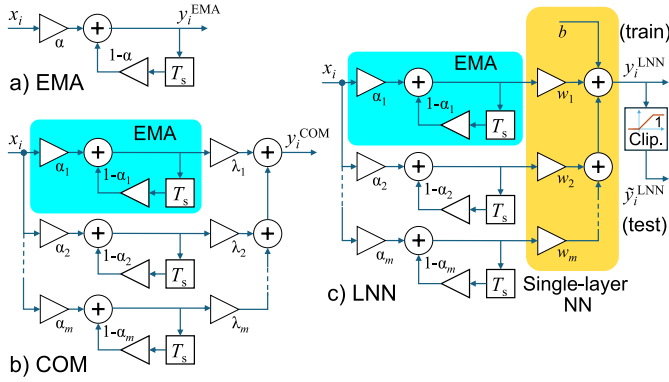 x_i
α
y_i^EMA
1-α
T_s
a) EMA
x_i
EMA
α_1
1-α_1
T_s
λ_1
y_i^COM
α_2
1-α_2
T_s
λ_2
α_m
1-α_m
T_s
λ_m
b) COM
x_i
EMA
α_1
1-α_1
T_s
b
(train)
w_1
y_i^LNN
1
Clip.
α_2
1-α_2
T_s
w_2
ỹ_i^LNN
(test)
α_m
1-α_m
T_s
w_m
c) LNN
Single-layer
NN